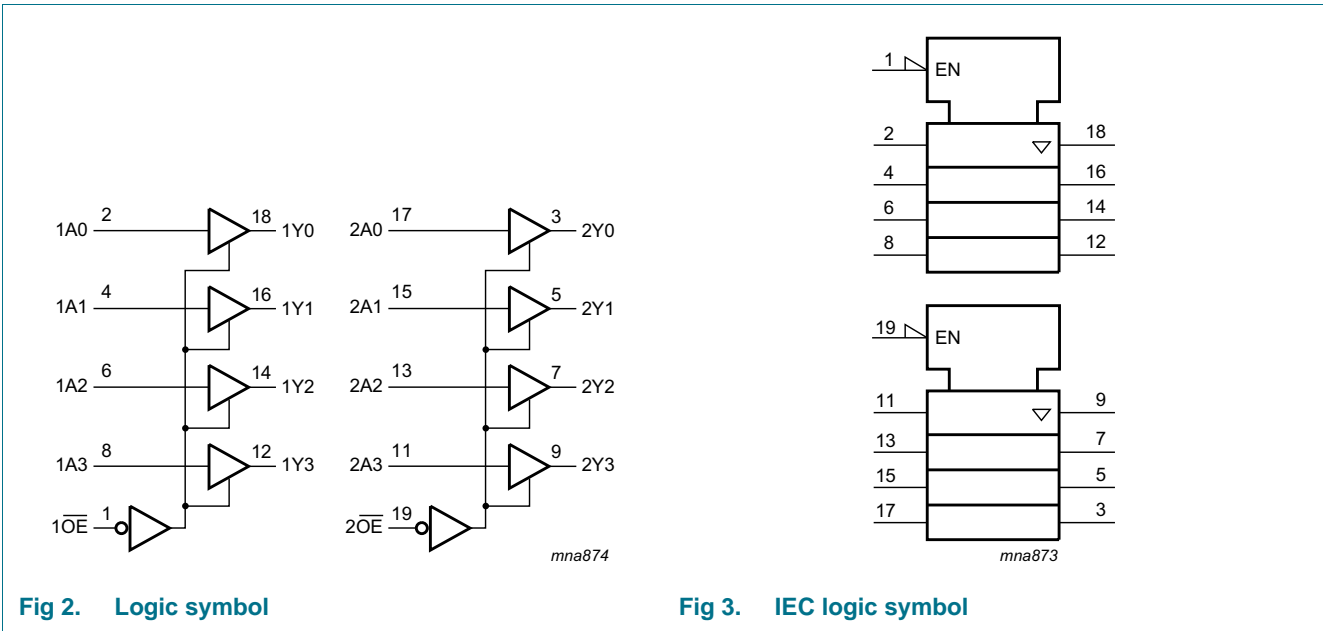 1A0 2 18 1Y0
1A1 4 16 1Y1
1A2 6 14 1Y2
1A3 8 12 1Y3
1O̅E̅ 1
2A0 17 3 2Y0
2A1 15 5 2Y1
2A2 13 7 2Y2
2A3 11 9 2Y3
2O̅E̅ 19
mna874
Fig 2. Logic symbol
1 EN
2 18
4 16
6 14
8 12
19 EN
11 9
13 7
15 5
17 3
mna873
Fig 3. IEC logic symbol